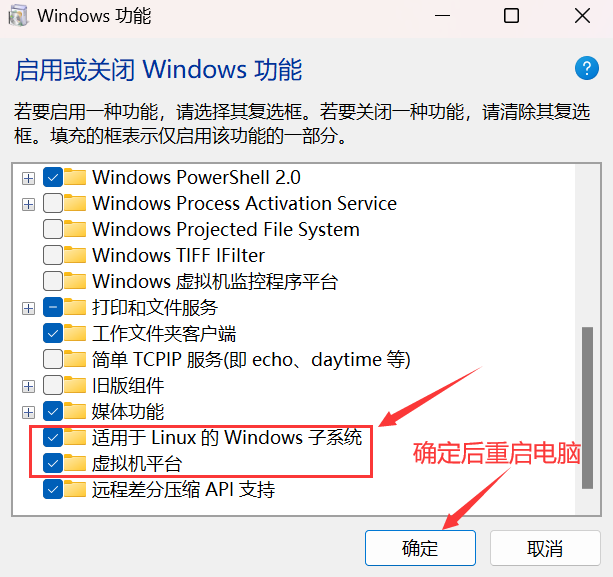 Windows 功能
启用或关闭 Windows 功能
?
若要启用一种功能，请选择其复选框。若要关闭一种功能，请清除其复选
框。填充的框表示仅启用该功能的一部分。
Windows PowerShell 2.0
Windows Process Activation Service
Windows Projected File System
Windows TIFF IFilter
Windows 虚拟机监控程序平台
打印和文件服务
工作文件夹客户端
简单 TCPIP 服务(即 echo、daytime 等)
旧版组件
媒体功能
适用于 Linux 的 Windows 子系统
虚拟机平台
远程差分压缩 API 支持
确定后重启电脑
确定
取消